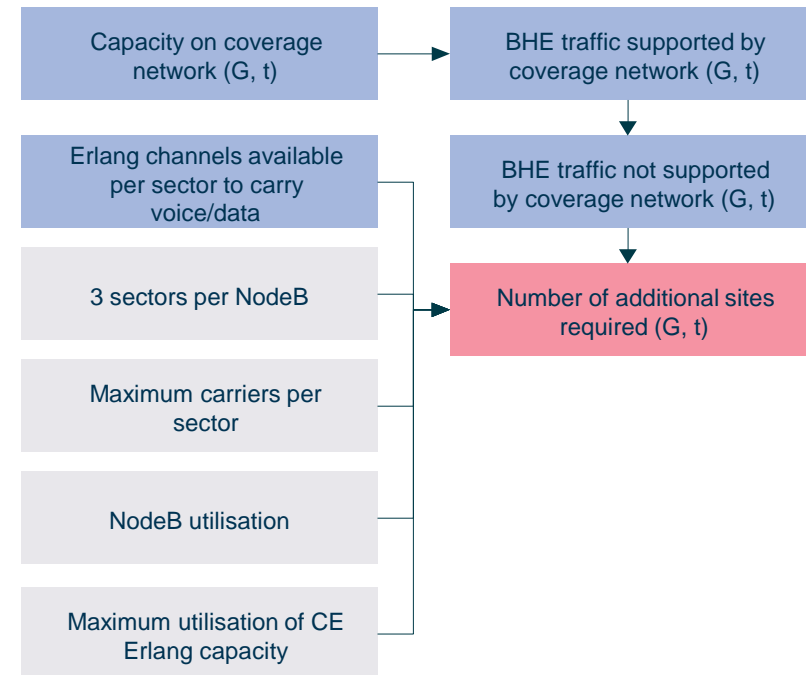 Capacity on coverage
network (G, t)
BHE traffic supported by
coverage network (G, t)
Erlang channels available
per sector to carry
voice/data
BHE traffic not supported
by coverage network (G, t)
3 sectors per NodeB
Number of additional sites
required (G, t)
Maximum carriers per
sector
NodeB utilisation
Maximum utilisation of CE
Erlang capacity